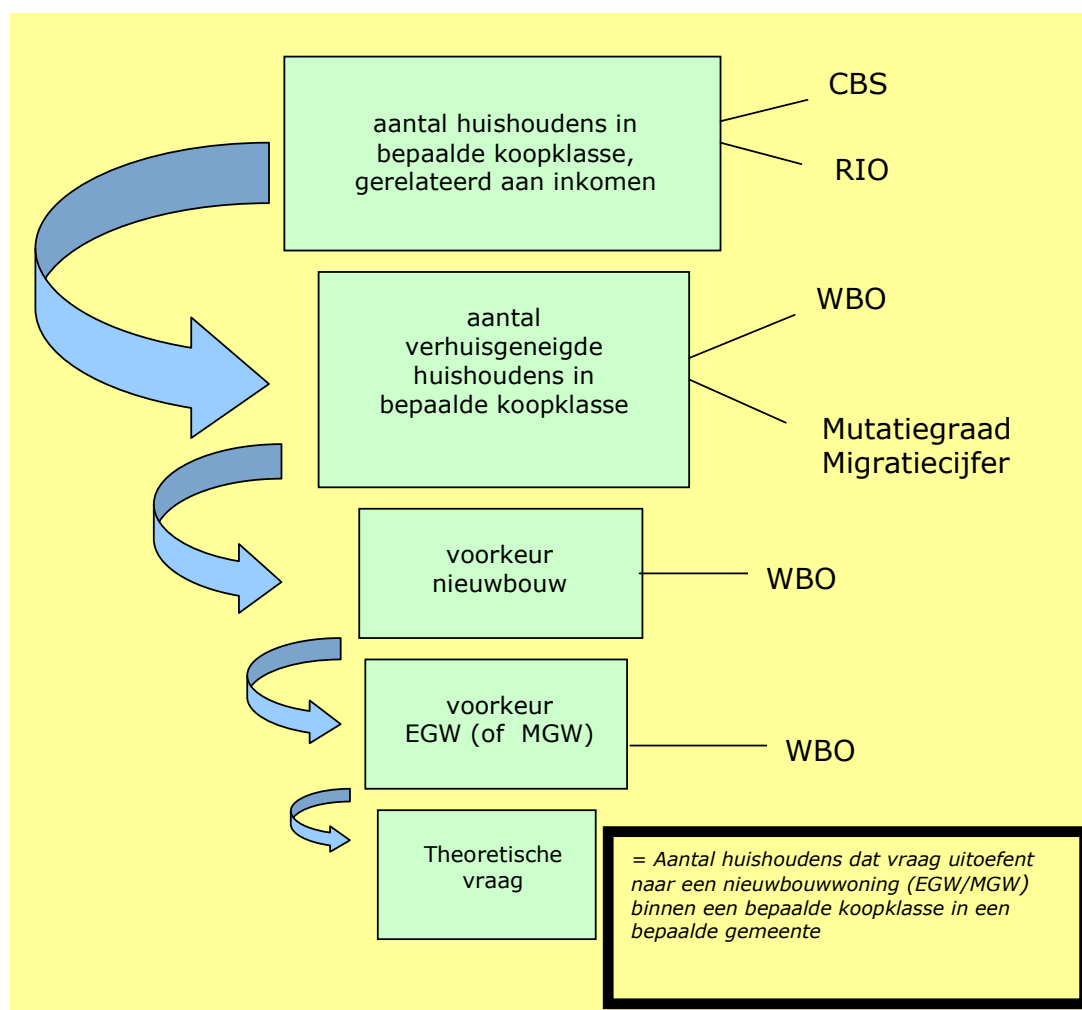 aantal huishoudens in
bepaalde koopklasse,
gerelateerd aan inkomen
CBS
RIO
aantal
verhuisgeneigde
huishoudens in
bepaalde koopklasse
WBO
Mutatiegraad
Migratiecijfer
voorkeur
nieuwbouw
WBO
voorkeur
EGW (of  MGW)
WBO
Theoretische
vraag
= Aantal huishoudens dat vraag uitoefent
naar een nieuwbouwwoning (EGW/MGW)
binnen een bepaalde koopklasse in een
bepaalde gemeente